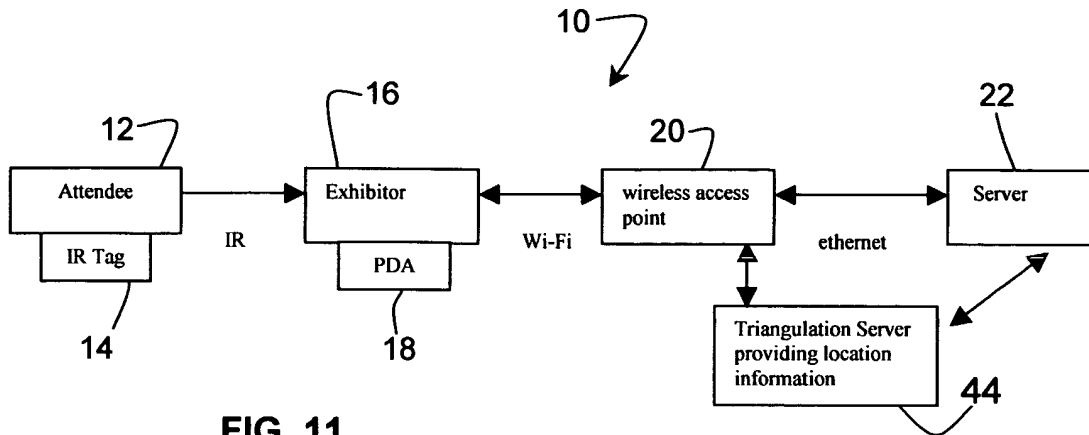 10
16
22
12
20
Attendee
Exhibitor
wireless access
point
Server
IR
Wi-Fi
ethernet
IR Tag
PDA
14
18
Triangulation Server
providing location
information
44
FIG. 11